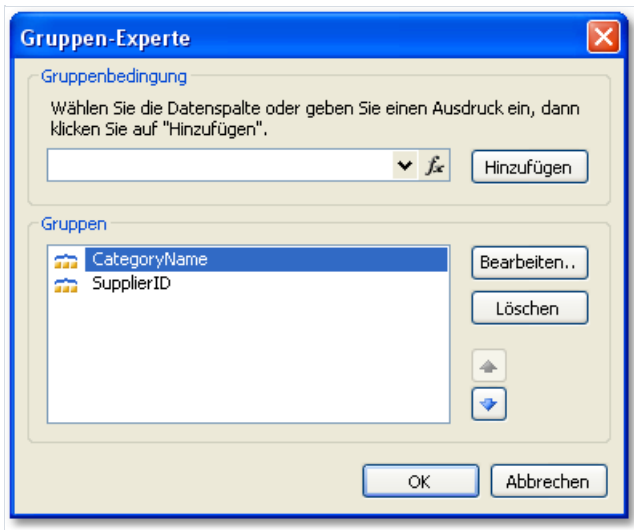 Gruppen-Experte
Gruppenbedingung
Wählen Sie die Datenspalte oder geben Sie einen Ausdruck ein, dann
klicken Sie auf "Hinzufügen".
fx Hinzufügen
Gruppen
CategoryName
SupplierID
Bearbeiten..
Löschen
OK Abbrechen